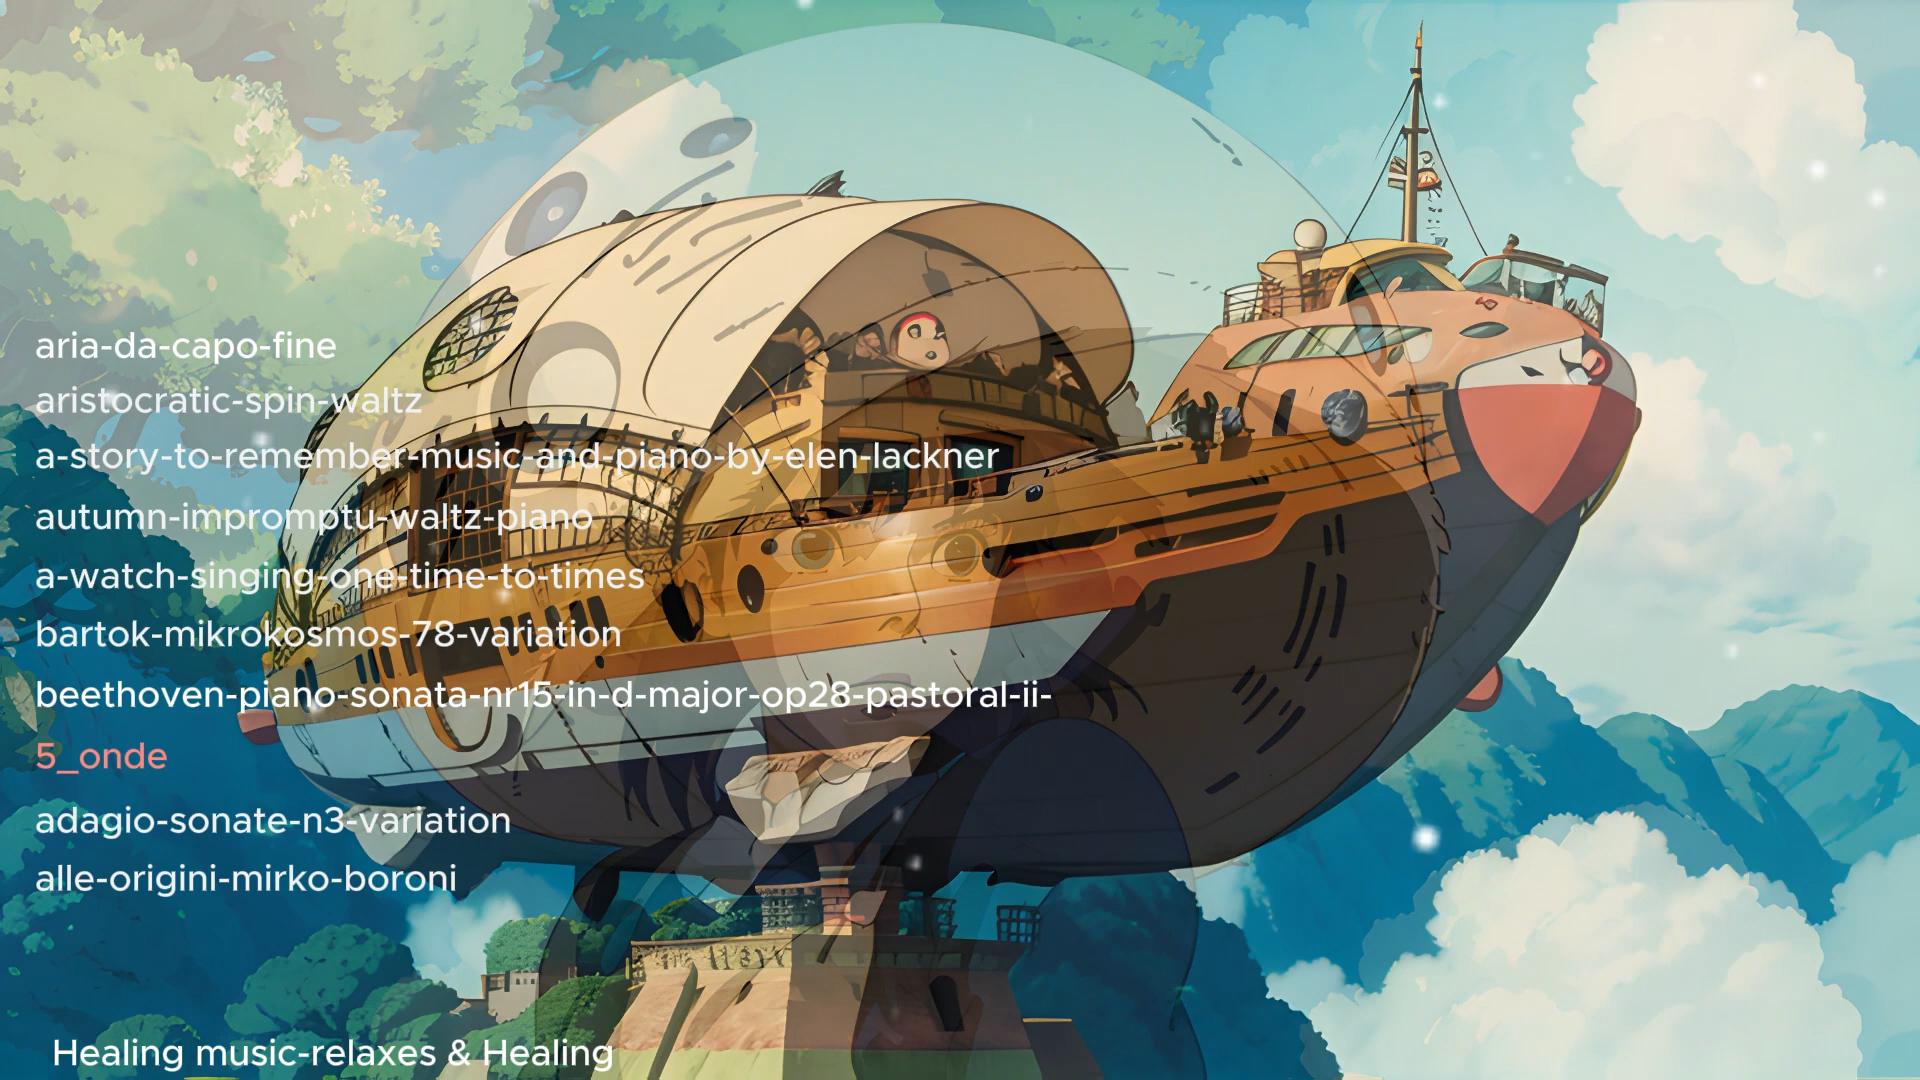 aria-da-capo-fine
aristocratic-spin-waltz
a-story-to-remember-music-and-piano-by-elen-lackner
autumn-impromptu-waltz-piano
a-watch-singing-one-time-to-times
bartok-mikrokosmos-78-variation
beethoven-piano-sonata-nr15-in-d-major-op28-pastoral-ii-
5_onde
adagio-sonate-n3-variation
alle-origini-mirko-boroni
Healing music-relaxes & Healing